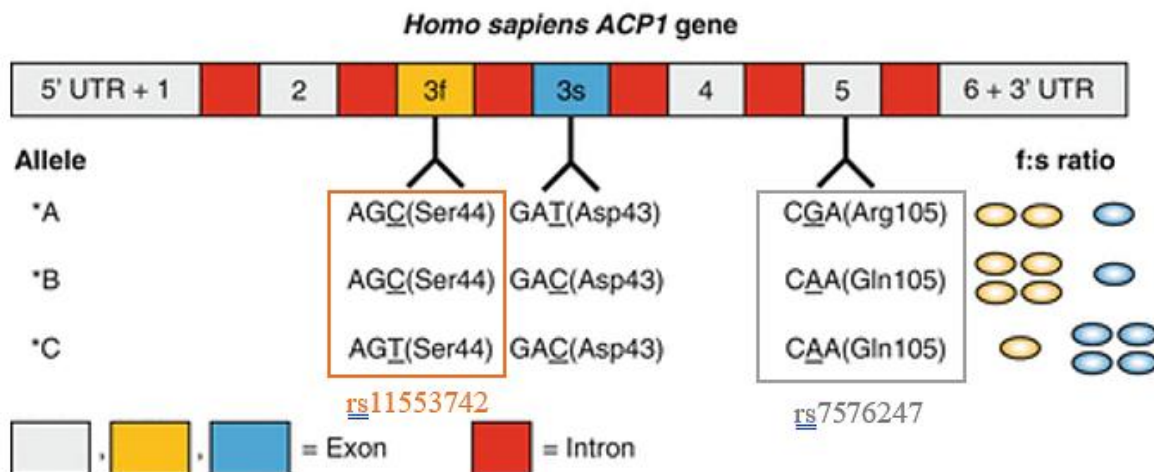 Homo sapiens ACP1 gene
5' UTR + 1 2 3f 3s 4 5 6 + 3' UTR
Allele f:s ratio
*A AGC(Ser44) GAT(Asp43) CGA(Arg105)
*B AGC(Ser44) GAC(Asp43) CAA(Gln105)
*C AGT(Ser44) GAC(Asp43) CAA(Gln105)
rs11553742 rs7576247
, , = Exon = Intron